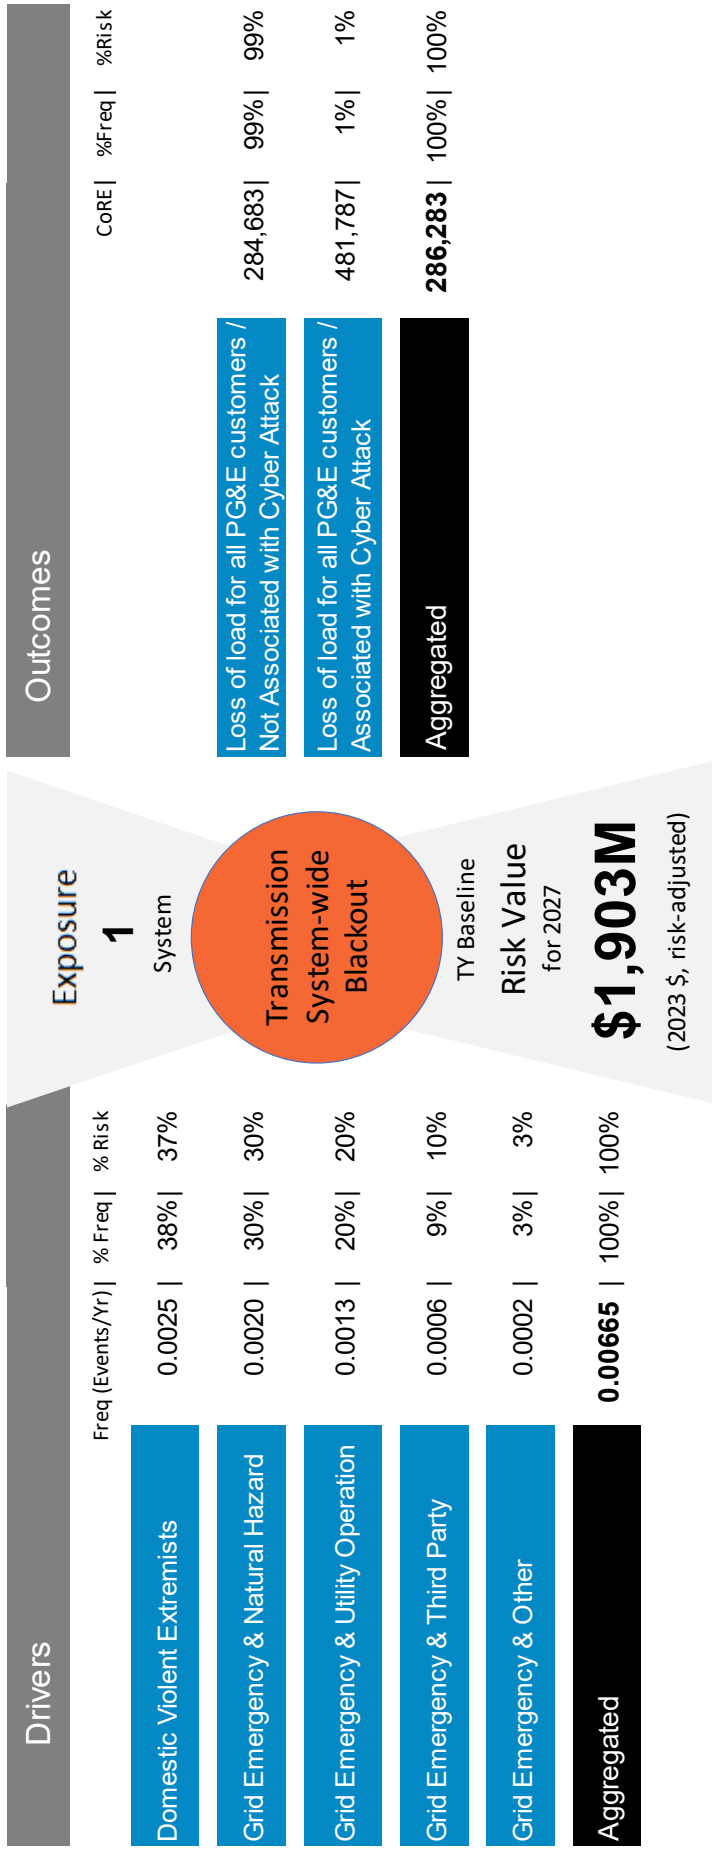 Drivers
Freq (Events/Yr) | % Freq | % Risk
Domestic Violent Extremists 0.0025 | 38% | 37%
Grid Emergency & Natural Hazard 0.0020 | 30% | 30%
Grid Emergency & Utility Operation 0.0013 | 20% | 20%
Grid Emergency & Third Party 0.0006 | 9% | 10%
Grid Emergency & Other 0.0002 | 3% | 3%
Aggregated 0.00665 | 100% | 100%
Exposure
1
System
Transmission
System-wide
Blackout
TY Baseline
Risk Value
for 2027
$1,903M
(2023 $, risk-adjusted)
Outcomes
CoRE | %Freq | %Risk
Loss of load for all PG&E customers /
Not Associated with Cyber Attack 284,683 | 99% | 99%
Loss of load for all PG&E customers /
Associated with Cyber Attack 481,787 | 1% | 1%
Aggregated 286,283 | 100% | 100%